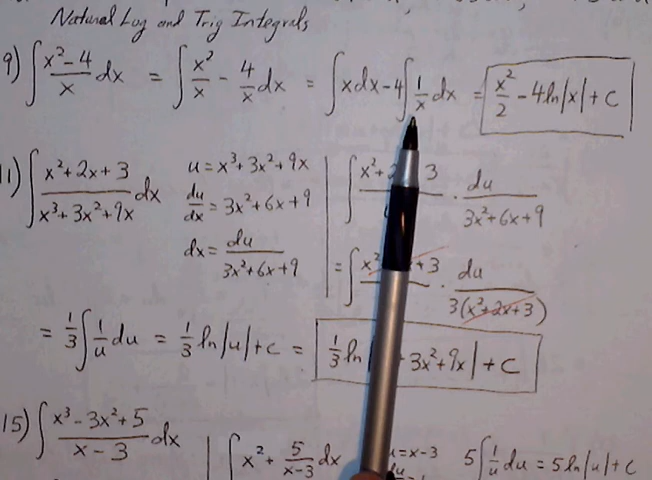 Natural Log and Trig Integrals
9) ∫ (x²-4)/x dx = ∫ x²/x - 4/x dx = ∫ x dx - 4∫ 1/x dx = x²/2 - 4ln|x| + C
11) ∫ (x²+2x+3)/(x³+3x²+9x) dx
u = x³+3x²+9x
du/dx = 3x²+6x+9
dx = du/(3x²+6x+9)
∫ x²+ 3 · du/(3x²+6x+9)
= ∫ x² x+3 · du/(3(x²+2x+3))
= 1/3 ∫ 1/u du = 1/3 ln|u| + C = 1/3 ln| 3x²+9x| + C
15) ∫ (x³-3x²+5)/(x-3) dx
∫ x² + 5/(x-3) dx
u = x-3
du
5∫ 1/u du = 5ln|u| + C